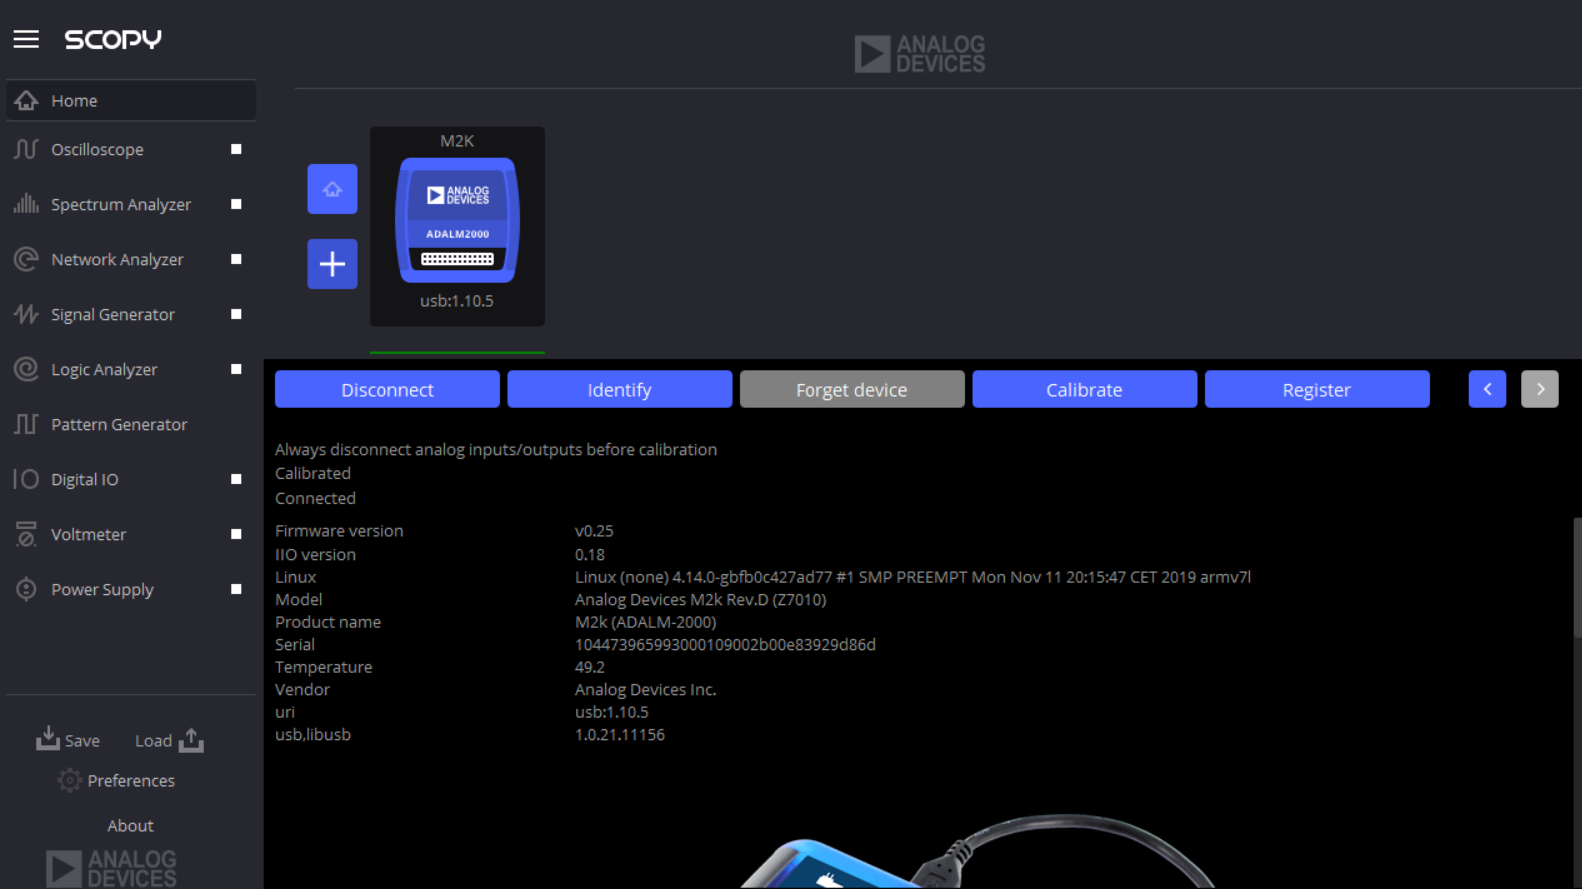 SCOPY
ANALOG
DEVICES
Home
Oscilloscope
Spectrum Analyzer
Network Analyzer
Signal Generator
Logic Analyzer
Pattern Generator
Digital IO
Voltmeter
Power Supply
Save Load
Preferences
About
ANALOG
DEVICES
M2K
ANALOG
DEVICES
ADALM2000
usb:1.10.5
Disconnect Identify Forget device Calibrate Register
Always disconnect analog inputs/outputs before calibration
Calibrated
Connected
Firmware version v0.25
IIO version 0.18
Linux Linux (none) 4.14.0-gbfb0c427ad77 #1 SMP PREEMPT Mon Nov 11 20:15:47 CET 2019 armv7l
Model Analog Devices M2k Rev.D (Z7010)
Product name M2k (ADALM-2000)
Serial 104473965993000109002b00e83929d86d
Temperature 49.2
Vendor Analog Devices Inc.
uri usb:1.10.5
usb,libusb 1.0.21.11156